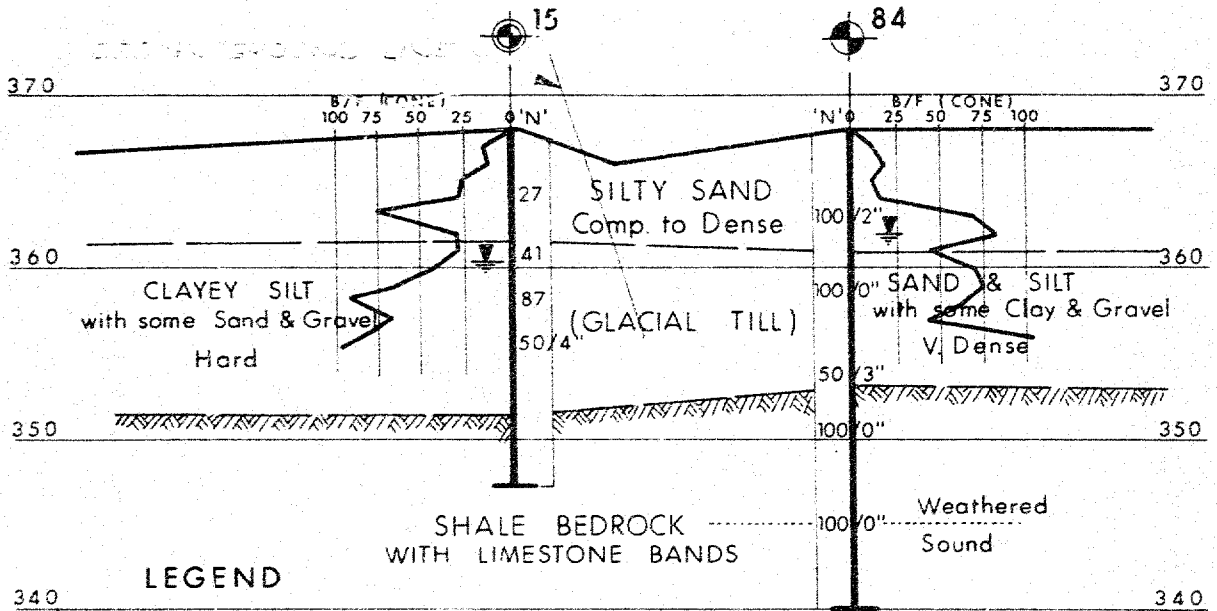 15 84
370 370
B/F (CONE) B/F (CONE)
100 75 50 25 0 'N' 'N' 0 25 50 75 100
27
SILTY SAND
Comp. to Dense
100/2"
360 41 360
CLAYEY SILT
with some Sand & Gravel
Hard
87
50/4"
(GLACIAL TILL)
100/0"
SAND & SILT
with some Clay & Gravel
V. Dense
50/3"
350 100/0" 350
SHALE BEDROCK
WITH LIMESTONE BANDS
100/0"
Weathered
Sound
LEGEND
340 340